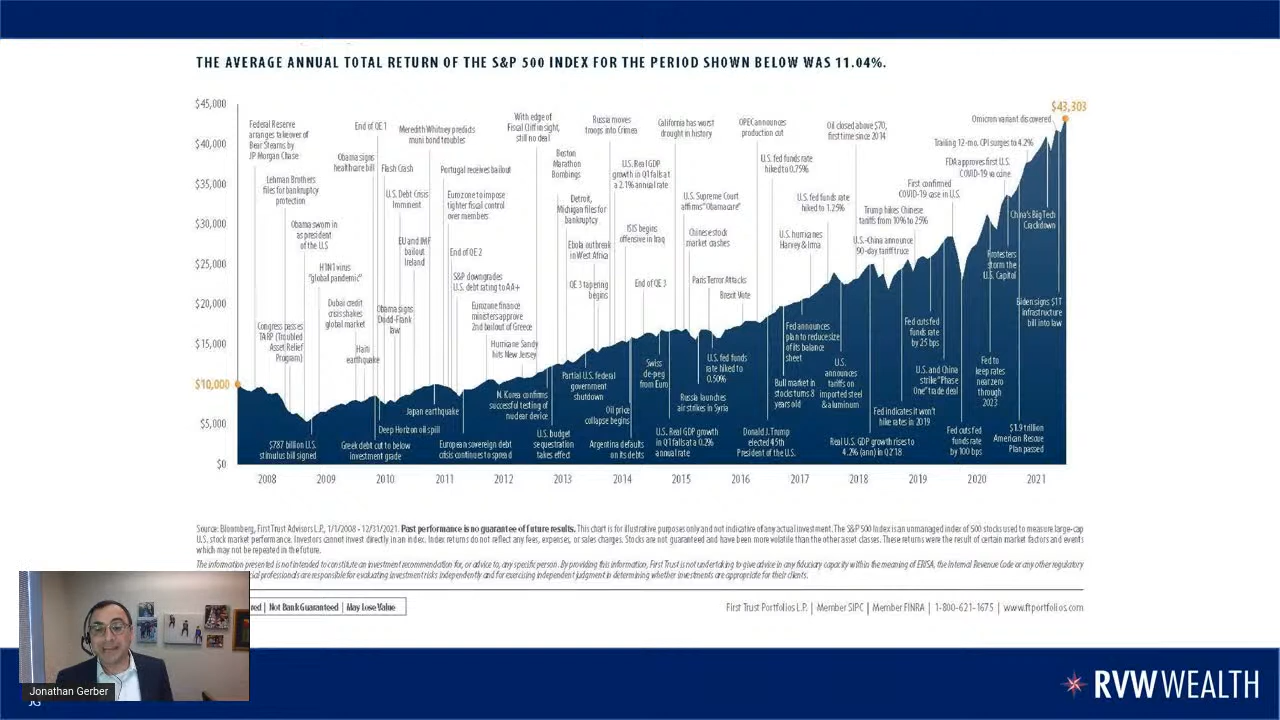 THE AVERAGE ANNUAL TOTAL RETURN OF THE S&P 500 INDEX FOR THE PERIOD SHOWN BELOW WAS 11.04%.
$45,000
$40,000
$35,000
$30,000
$25,000
$20,000
$15,000
$10,000
$5,000
$0
$43,303
Federal Reserve
arranges takeover of
Bear Stearns by
JP Morgan Chase
Lehman Brothers
files for bankruptcy
protection
Obama sworn in
as president
of the U.S
H1N1 virus
"global pandemic"
Congress passes
TARP (Troubled
Asset Relief
Program)
$787 billion U.S.
stimulus bill signed
Dubai credit
crisis shakes
global market
Haiti
earthquake
Greek debt cut to below
investment grade
End of QE 1
Obama signs
healthcare bill
Flash Crash
Obama signs
Dodd-Frank
law
Deep Horizon oil spill
Meredith Whitney predicts
muni bond troubles
U.S. Debt Crisis
Imminent
EU and IMF
bailout
Ireland
Japan earthquake
Portugal receives bailout
Eurozone to impose
tighter fiscal control
over members
End of QE 2
S&P downgrades
U.S. debt rating to AA+
European sovereign debt
crisis continues to spread
Eurozone finance
ministers approve
2nd bailout of Greece
Hurricane Sandy
hits New Jersey
With edge of
Fiscal Cliff in sight,
still no deal
N. Korea confirms
successful testing of
nuclear device
U.S. budget
sequestration
takes effect
Boston
Marathon
Bombings
Detroit,
Michigan files for
bankruptcy
Partial U.S. federal
government
shutdown
Ebola outbreak
in West Africa
QE 3 tapering
begins
Russia moves
troops into Crimea
U.S. Real GDP
growth in Q1 falls at
a 2.1% annual rate
ISIS begins
offensive in Iraq
Oil price
collapse begins
Argentina defaults
on its debts
End of QE 3
Swiss
de-peg
from Euro
California has worst
drought in history
U.S. Real GDP growth
in Q1 falls at a 0.2%
annual rate
U.S. Supreme Court
affirms "Obamacare"
Chinese stock
market crashes
Russia launches
air strikes in Syria
Paris Terror Attacks
U.S. fed funds
rate hiked to
0.50%
Brexit Vote
OPEC announces
production cut
Donald J. Trump
elected 45th
President of the U.S.
U.S. fed funds rate
hiked to 0.75%
Bull market in
stocks turns 8
years old
Fed announces
plan to reduce size
of its balance
sheet
U.S. hurricanes
Harvey & Irma
U.S. fed funds rate
hiked to 1.25%
U.S.
announces
tariffs on
imported steel
& aluminum
Oil closed above $70,
first time since 2014
Real U.S. GDP growth rises to
4.2% (ann) in Q2'18
U.S.-China announce
90-day tariff truce
Trump hikes Chinese
tariffs from 10% to 25%
Fed indicates it won't
hike rates in 2019
Fed cuts fed
funds rate
by 25 bps
U.S. and China
strike "Phase
One" trade deal
First confirmed
COVID-19 case in U.S.
Fed cuts fed
funds rate
by 100 bps
Fed to
keep rates
near zero
through
2023
FDA approves first U.S.
COVID-19 vaccine
Protesters
storm the
U.S. Capitol
$1.9 trillion
American Rescue
Plan passed
Trailing 12-mo. CPI surges to 4.2%
China's Big Tech
Crackdown
Biden signs $1T
infrastructure
bill into law
Omicron variant discovered
2008 2009 2010 2011 2012 2013 2014 2015 2016 2017 2018 2019 2020 2021
Source: Bloomberg, First Trust Advisors L.P., 1/1/2008 - 12/31/2021. Past performance is no guarantee of future results. This chart is for illustrative purposes only and not indicative of any actual investment. The S&P 500 Index is an unmanaged index of 500 stocks used to measure large-cap
U.S. stock market performance. Investors cannot invest directly in an index. Index returns do not reflect any fees, expenses, or sales charges. Stocks are not guaranteed and have been more volatile than the other asset classes. These returns were the result of certain market factors and events
which may not be repeated in the future.
The information presented is not intended to constitute an investment recommendation for, or advice to, any specific person. By providing this information, First Trust is not undertaking to give advice in any fiduciary capacity within the meaning of ERISA, the Internal Revenue Code or any other regulatory
professionals are responsible for evaluating investment risks independently and for exercising independent judgment in determining whether investments are appropriate for their clients.
| Not Bank Guaranteed | May Lose Value
First Trust Portfolios L.P. | Member SIPC | Member FINRA | 1-800-621-1675 | www.ftportfolios.com
Jonathan Gerber
JG
RVW WEALTH